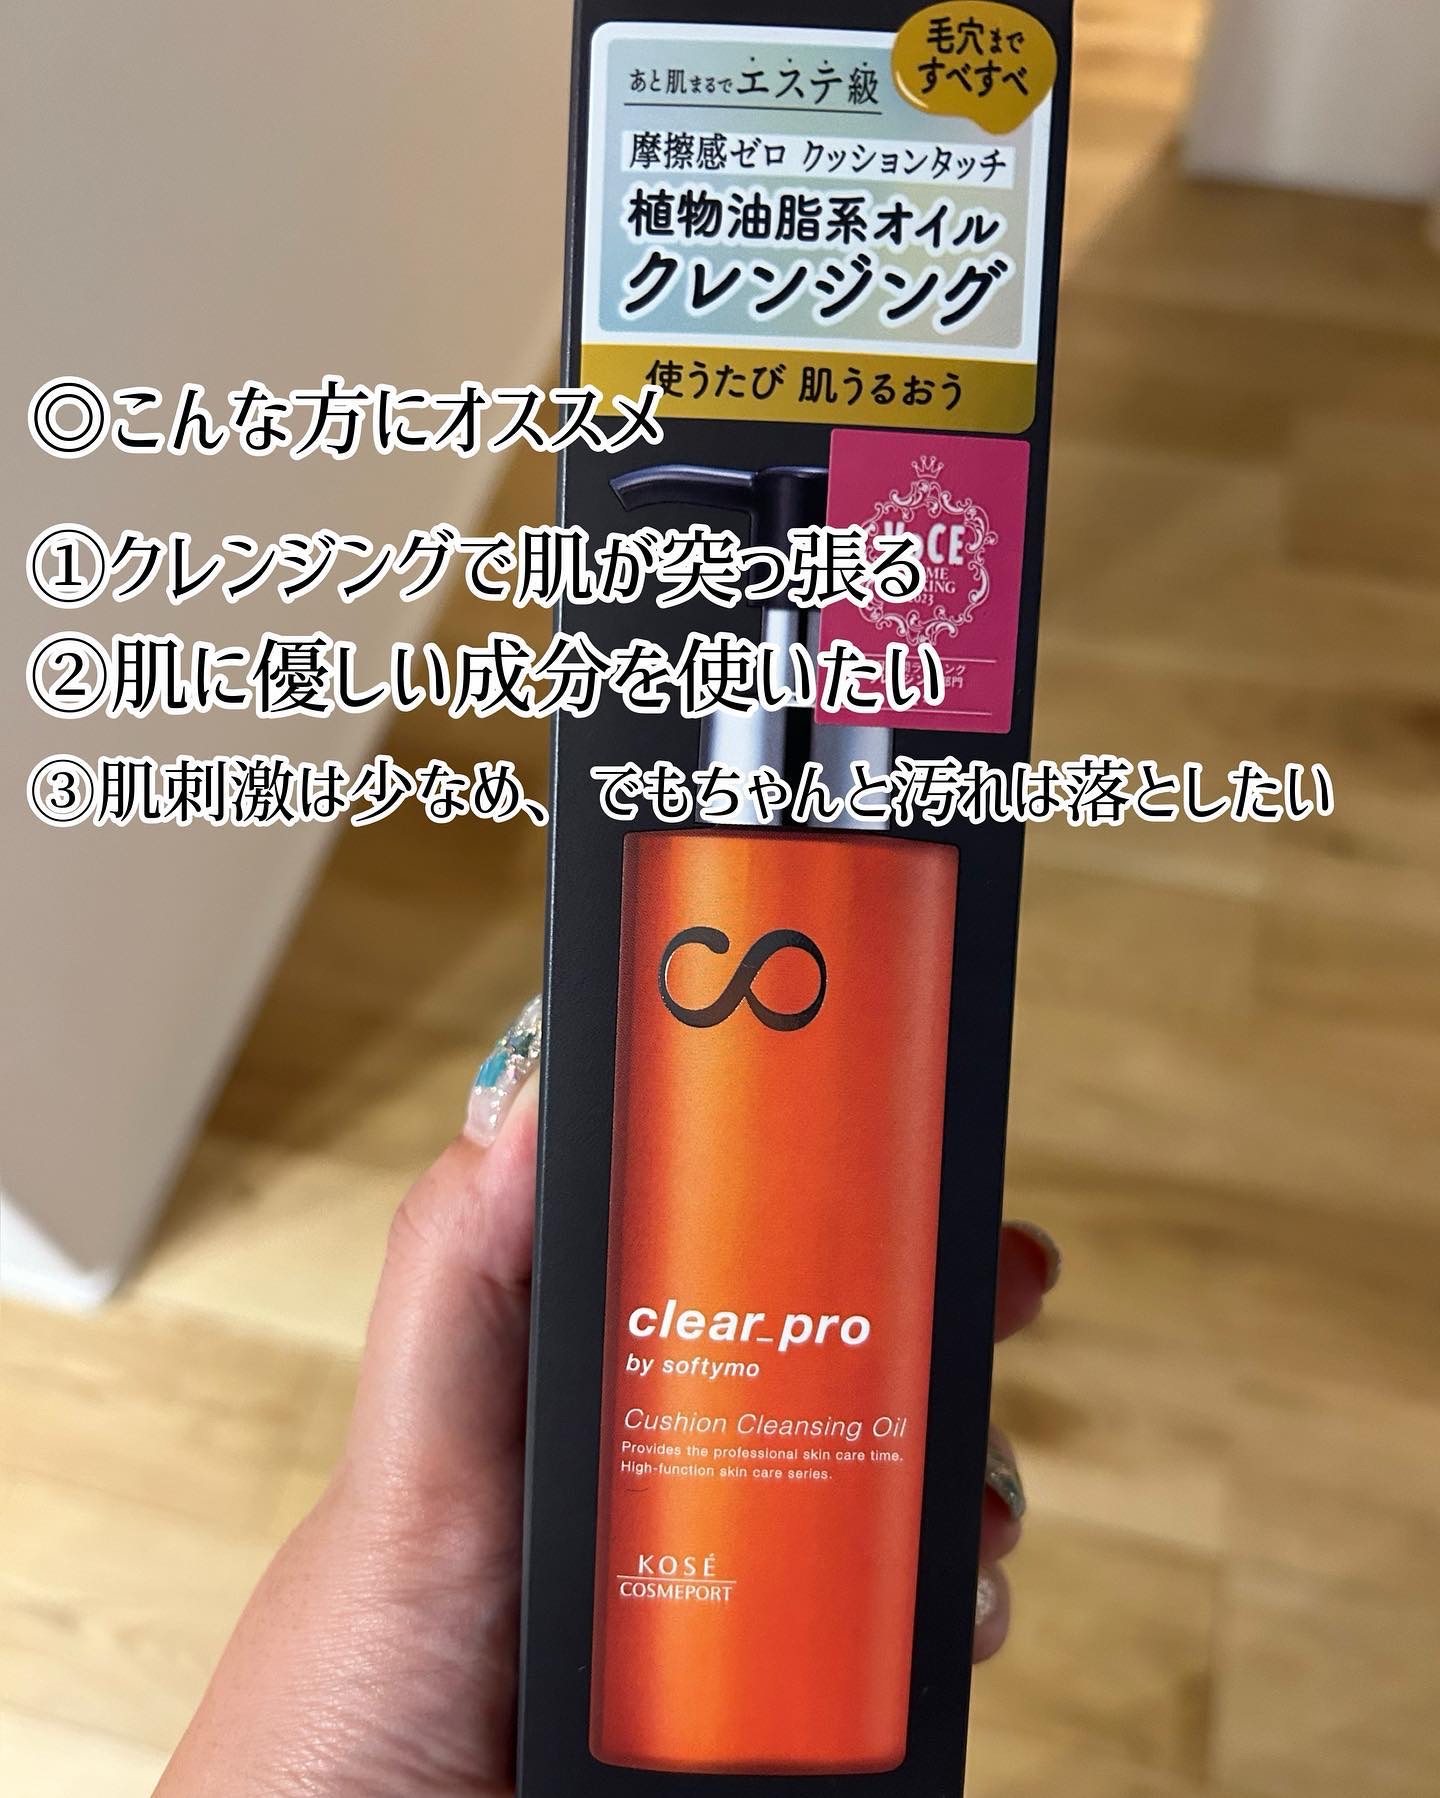 毛穴まで
すべすべ
あと肌まるでエステ級
摩擦感ゼロ クッションタッチ
植物油脂系オイル
クレンジング
使うたび 肌うるおう
◎こんな方にオススメ
①クレンジングで肌が突っ張る
②肌に優しい成分を使いたい
③肌刺激は少なめ、でもちゃんと汚れは落としたい
clear_pro
by softymo
Cushion Cleansing Oil
Provides the professional skin care time.
High-function skin care series.
KOSÉ
COSMEPORT